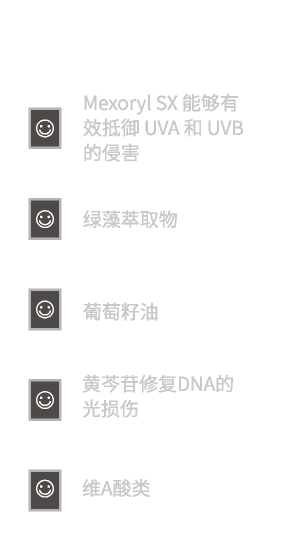 Mexoryl SX 能够有
效抵御 UVA 和 UVB
的侵害
绿藻萃取物
葡萄籽油
黄芩苷修复DNA的
光损伤
维A酸类